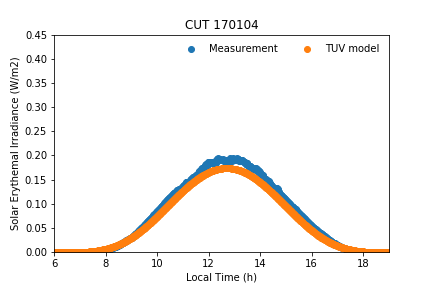 CUT 170104
Measurement
TUV model
Solar Erythemal Irradiance (W/m2)
0.45
0.40
0.35
0.30
0.25
0.20
0.15
0.10
0.05
0.00
6 8 10 12 14 16 18
Local Time (h)